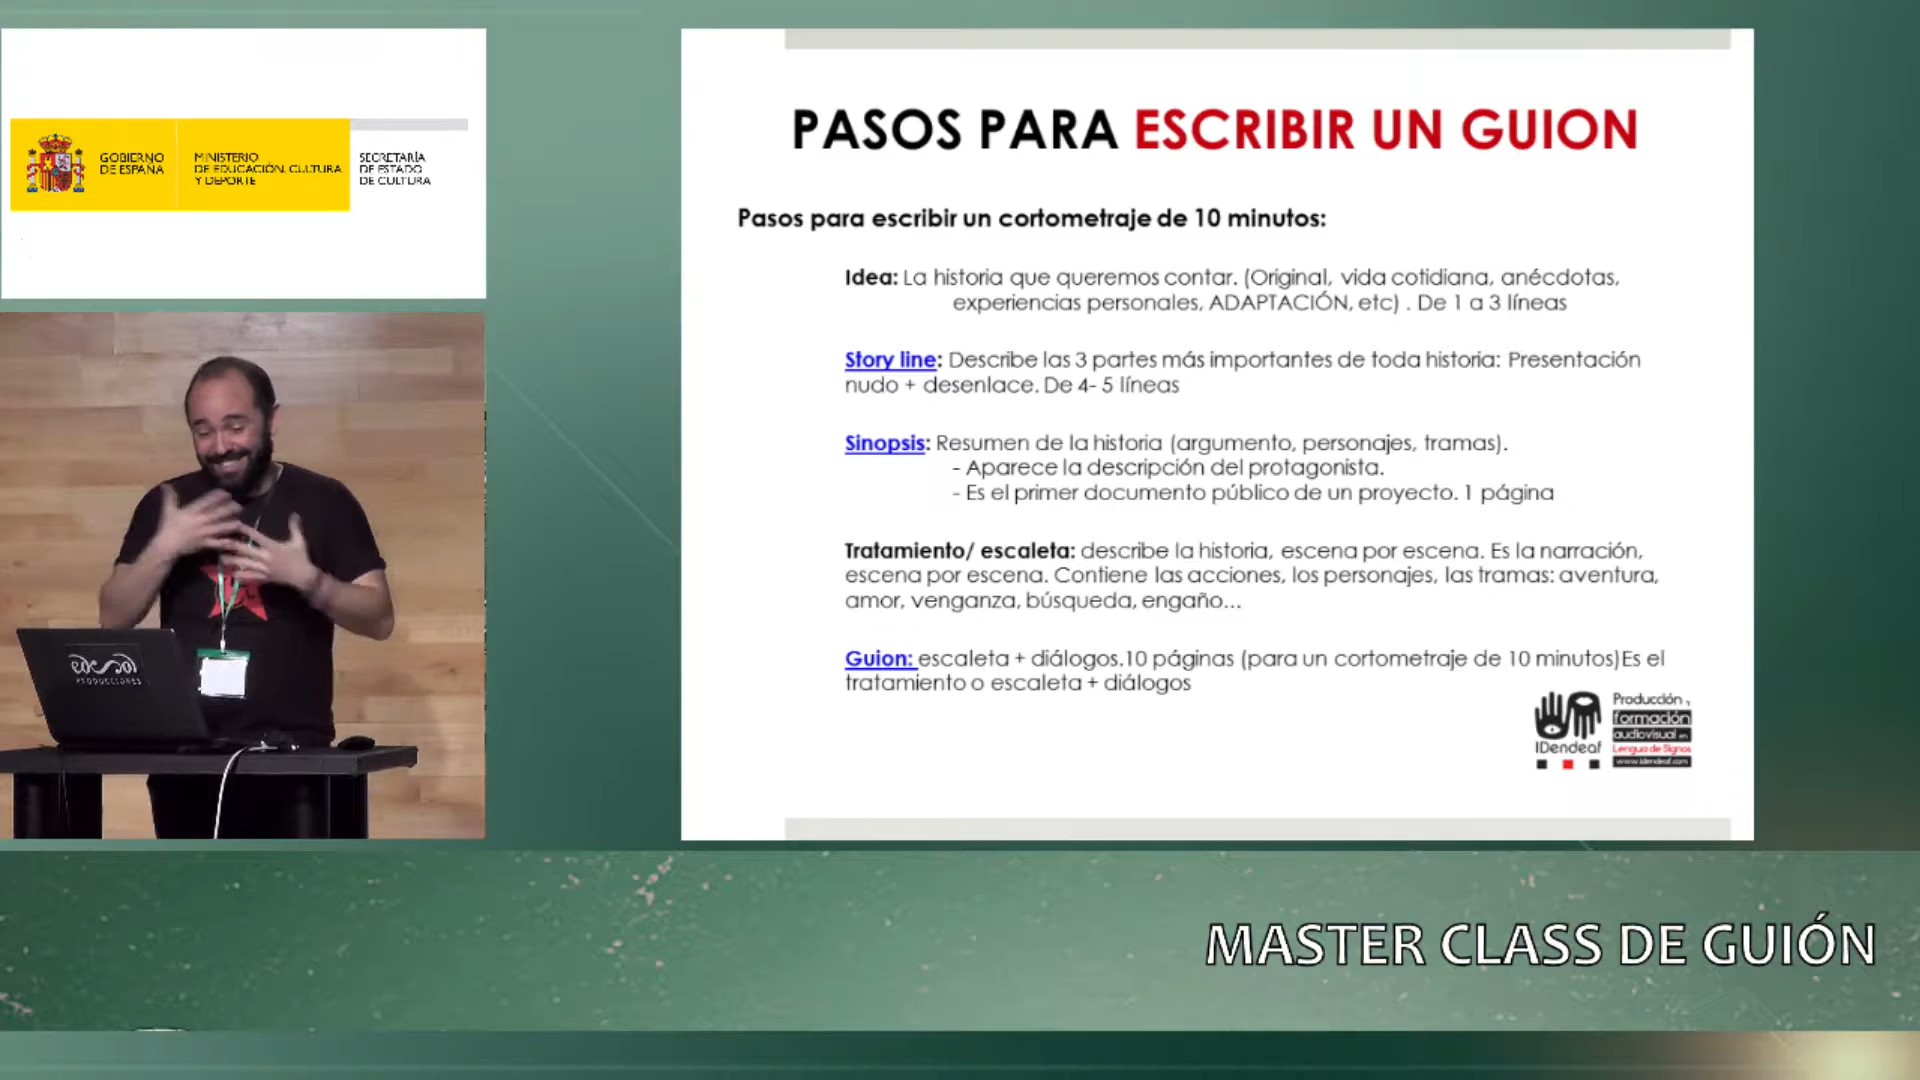 GOBIERNO
DE ESPAÑA
MINISTERIO
DE EDUCACIÓN, CULTURA
Y DEPORTE
SECRETARÍA
DE ESTADO
DE CULTURA
PASOS PARA ESCRIBIR UN GUION
Pasos para escribir un cortometraje de 10 minutos:
Idea: La historia que queremos contar. (Original, vida cotidiana, anécdotas,
experiencias personales, ADAPTACIÓN, etc) . De 1 a 3 líneas
Story line: Describe las 3 partes más importantes de toda historia: Presentación
nudo + desenlace. De 4- 5 líneas
Sinopsis: Resumen de la historia (argumento, personajes, tramas).
- Aparece la descripción del protagonista.
- Es el primer documento público de un proyecto. 1 página
Tratamiento/ escaleta: describe la historia, escena por escena. Es la narración,
escena por escena. Contiene las acciones, los personajes, las tramas: aventura,
amor, venganza, búsqueda, engaño...
Guion: escaleta + diálogos.10 páginas (para un cortometraje de 10 minutos)Es el
tratamiento o escaleta + diálogos
IDendeaf
Producción y
formación
audiovisual en
Lengua de Signos
www.idendeaf.com
PRODUCCIONES
MASTER CLASS DE GUIÓN